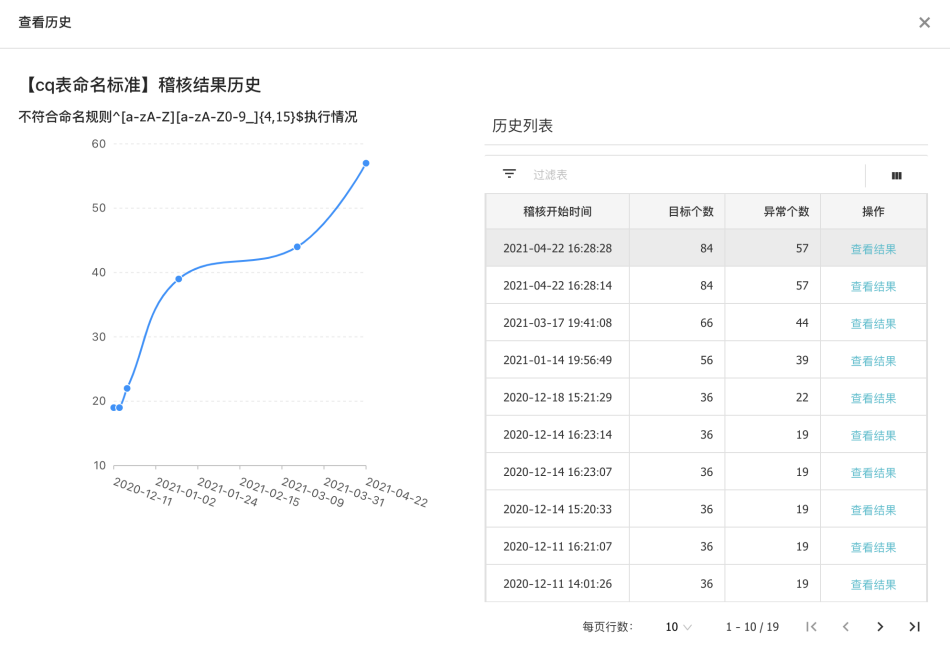 查看历史
【cq表命名标准】稽核结果历史
不符合命名规则^[a-zA-Z][a-zA-Z0-9_]{4,15}$执行情况
60
50
40
30
20
10
2020-12-11
2021-01-02
2021-01-24
2021-02-15
2021-03-09
2021-03-31
2021-04-22
历史列表
过滤表
稽核开始时间 目标个数 异常个数 操作
2021-04-22 16:28:28 84 57 查看结果
2021-04-22 16:28:14 84 57 查看结果
2021-03-17 19:41:08 66 44 查看结果
2021-01-14 19:56:49 56 39 查看结果
2020-12-18 15:21:29 36 22 查看结果
2020-12-14 16:23:14 36 19 查看结果
2020-12-14 16:23:07 36 19 查看结果
2020-12-14 15:20:33 36 19 查看结果
2020-12-11 16:21:07 36 19 查看结果
2020-12-11 14:01:26 36 19 查看结果
每页行数: 10 1 - 10 / 19